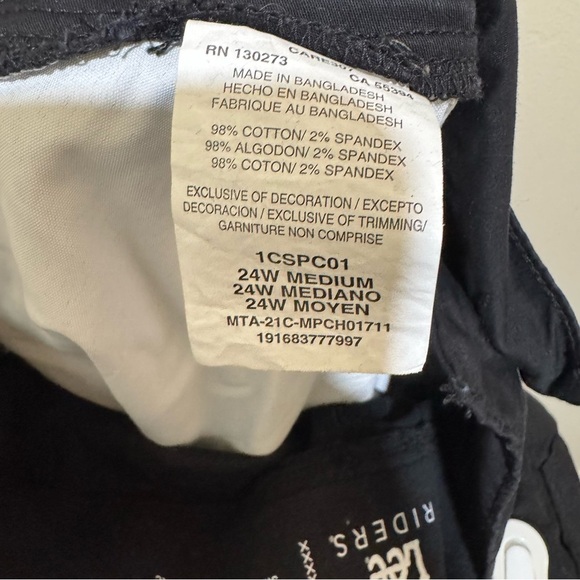 RN 130273
CA 56394
MADE IN BANGLADESH
HECHO EN BANGLADESH
FABRIQUE AU BANGLADESH
98% COTTON/ 2% SPANDEX
98% ALGODON/ 2% SPANDEX
98% COTON/ 2% SPANDEX
EXCLUSIVE OF DECORATION / EXCEPTO
DECORACION / EXCLUSIVE OF TRIMMING/
GARNITURE NON COMPRISE
1CSPC01
24W MEDIUM
24W MEDIANO
24W MOYEN
MTA-21C-MPCH01711
191683777997
Lee
RIDERS.